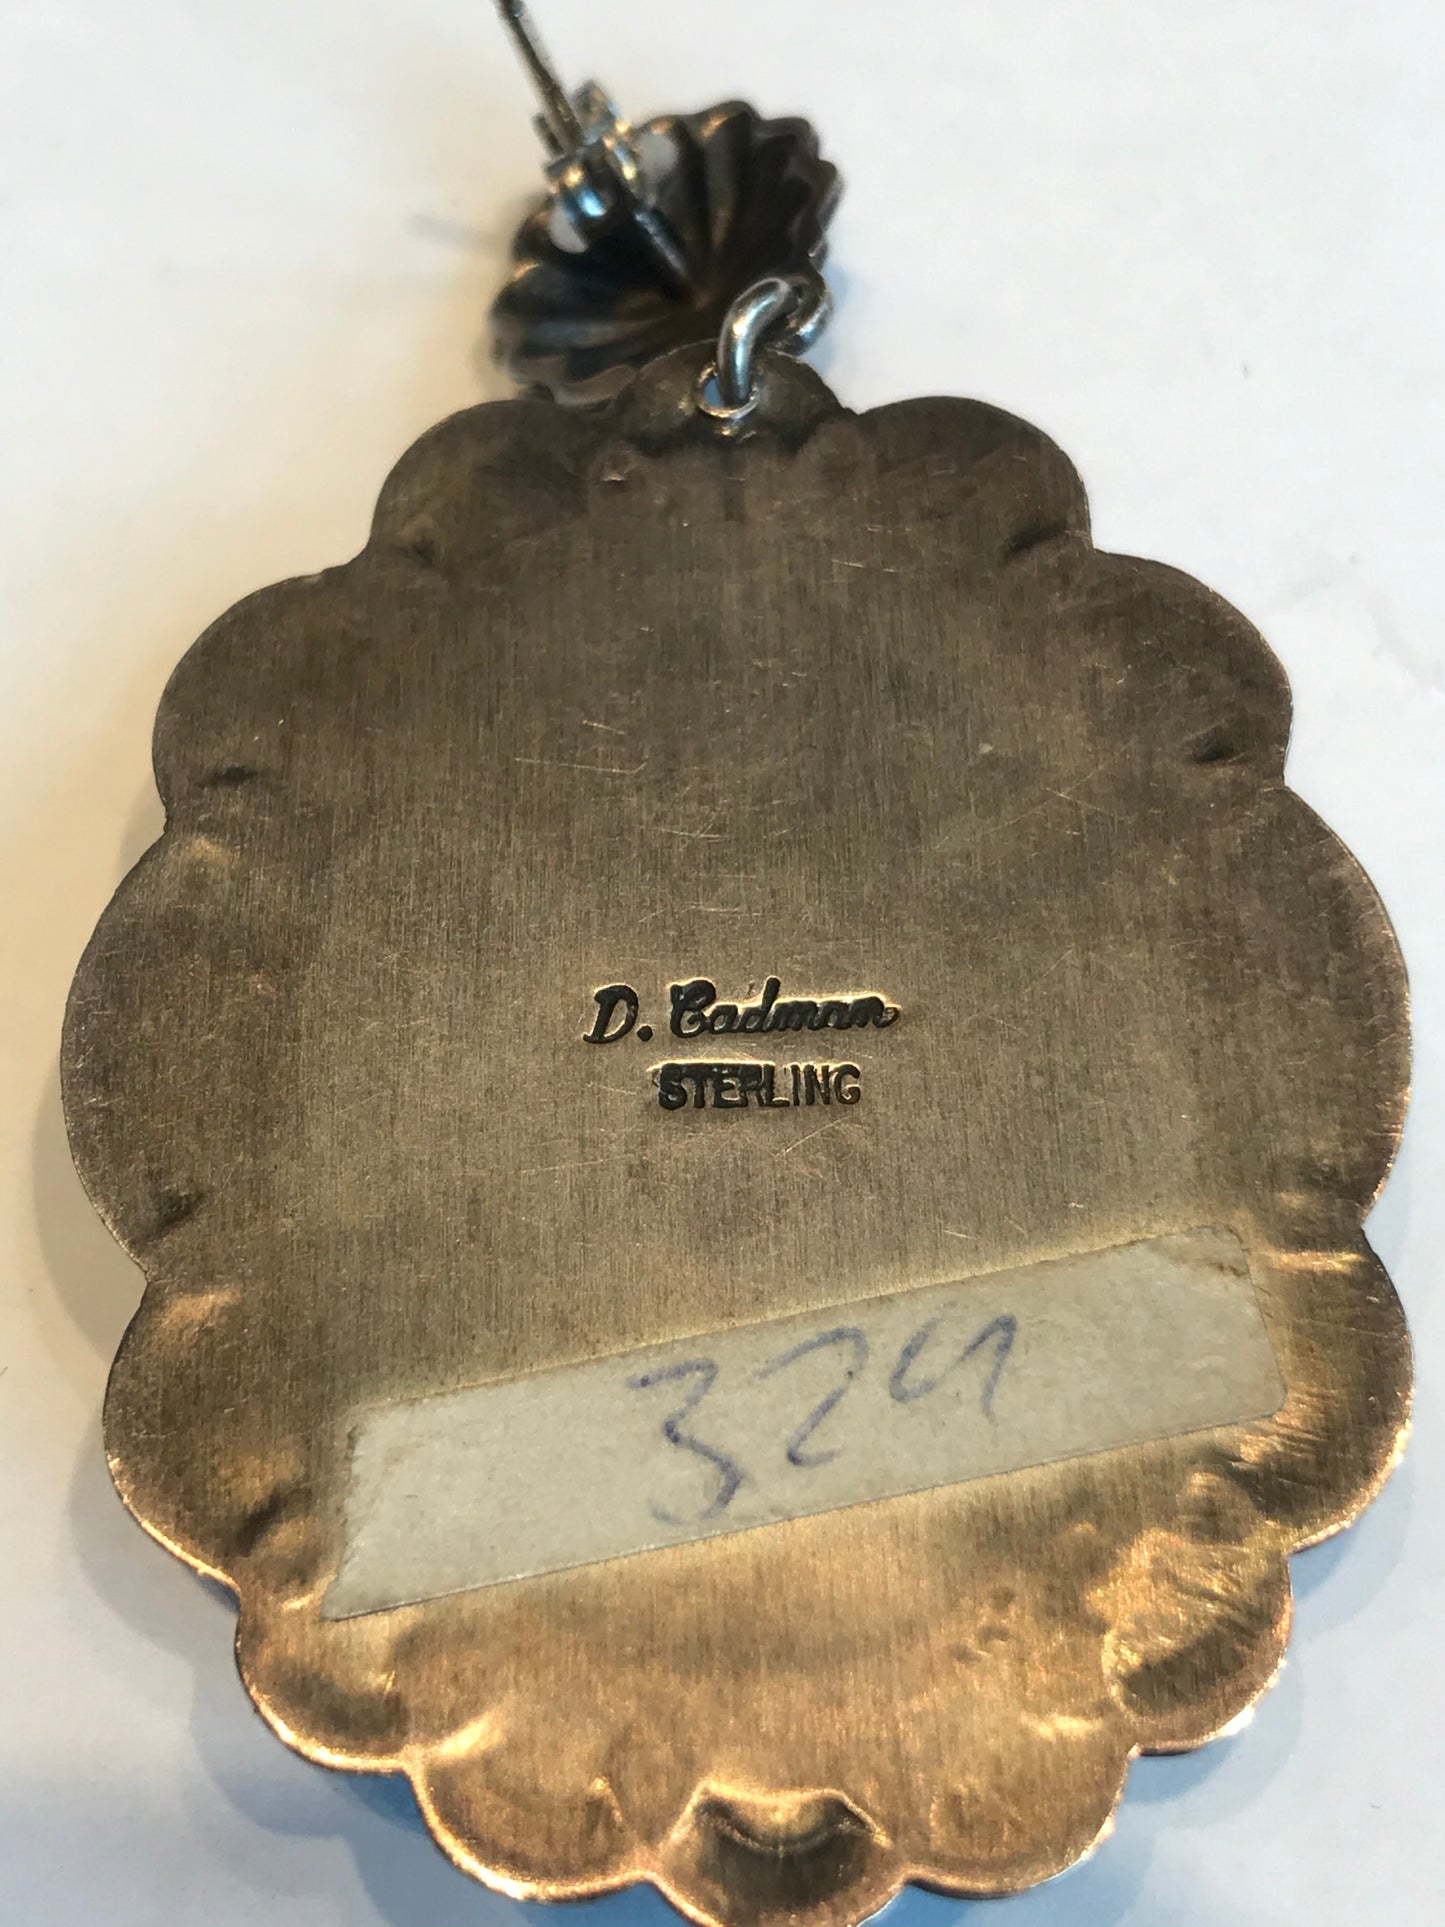 D. Cadman
STERLING
324